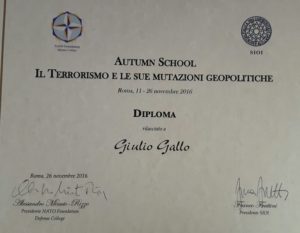 SIOI
AUTUMN SCHOOL
IL TERRORISMO E LE SUE MUTAZIONI GEOPOLITICHE
Roma, 11 - 26 novembre 2016
DIPLOMA
rilasciato a
Giulio Gallo
Roma, 26 novembre 2016
Alessandro Minuto-Rizzo
Presidente NATO Foundation
Defense College
Franco Frattini
Presidente SIOI